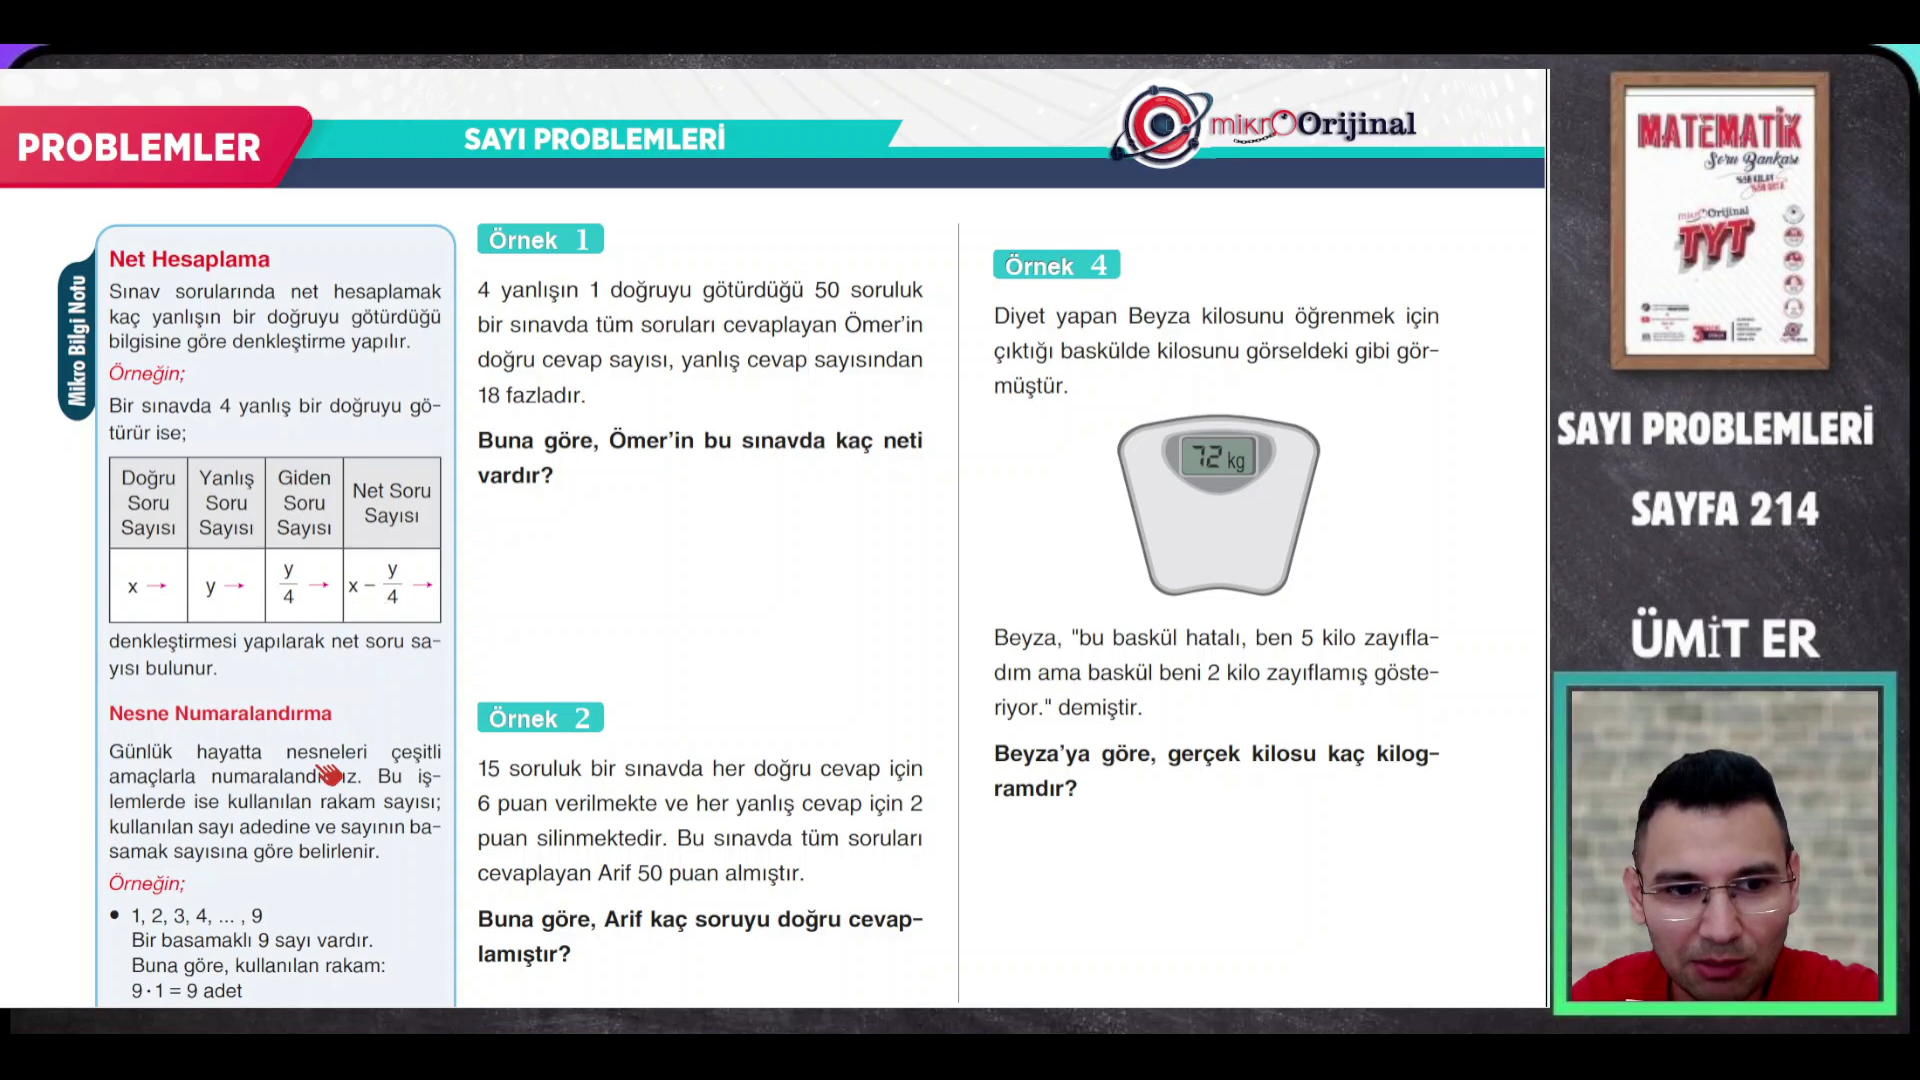 PROBLEMLER
SAYI PROBLEMLERİ
mikro Orijinal
Mikro Bilgi Notu
Net Hesaplama
Sınav sorularında net hesaplamak
kaç yanlışın bir doğruyu götürdüğü
bilgisine göre denkleştirme yapılır.
Örneğin;
Bir sınavda 4 yanlış bir doğruyu gö-
türür ise;
Doğru Soru Sayısı
Yanlış Soru Sayısı
Giden Soru Sayısı
Net Soru Sayısı
x →
y →
y/4 →
x − y/4 →
denkleştirmesi yapılarak net soru sa-
yısı bulunur.
Nesne Numaralandırma
Günlük hayatta nesneleri çeşitli
amaçlarla Bu iş-
lemlerde ise kullanılan rakam sayısı;
kullanılan sayı adedine ve sayının ba-
samak sayısına göre belirlenir.
Örneğin;
• 1, 2, 3, 4, ... , 9
Bir basamaklı 9 sayı vardır.
Buna göre, kullanılan rakam:
9 · 1 = 9 adet
Örnek 1
4 yanlışın 1 doğruyu götürdüğü 50 soruluk
bir sınavda tüm soruları cevaplayan Ömer'in
doğru cevap sayısı, yanlış cevap sayısından
18 fazladır.
Buna göre, Ömer'in bu sınavda kaç neti
vardır?
Örnek 2
15 soruluk bir sınavda her doğru cevap için
6 puan verilmekte ve her yanlış cevap için 2
puan silinmektedir. Bu sınavda tüm soruları
cevaplayan Arif 50 puan almıştır.
Buna göre, Arif kaç soruyu doğru cevap-
lamıştır?
Örnek 4
Diyet yapan Beyza kilosunu öğrenmek için
çıktığı baskülde kilosunu görseldeki gibi gör-
müştür.
72 kg
Beyza, "bu baskül hatalı, ben 5 kilo zayıfla-
dım ama baskül beni 2 kilo zayıflamış göste-
riyor." demiştir.
Beyza'ya göre, gerçek kilosu kaç kilog-
ramdır?
MATEMATİK
Soru Bankası
mikro Orijinal
TYT
SAYI PROBLEMLERİ
SAYFA 214
ÜMİT ER